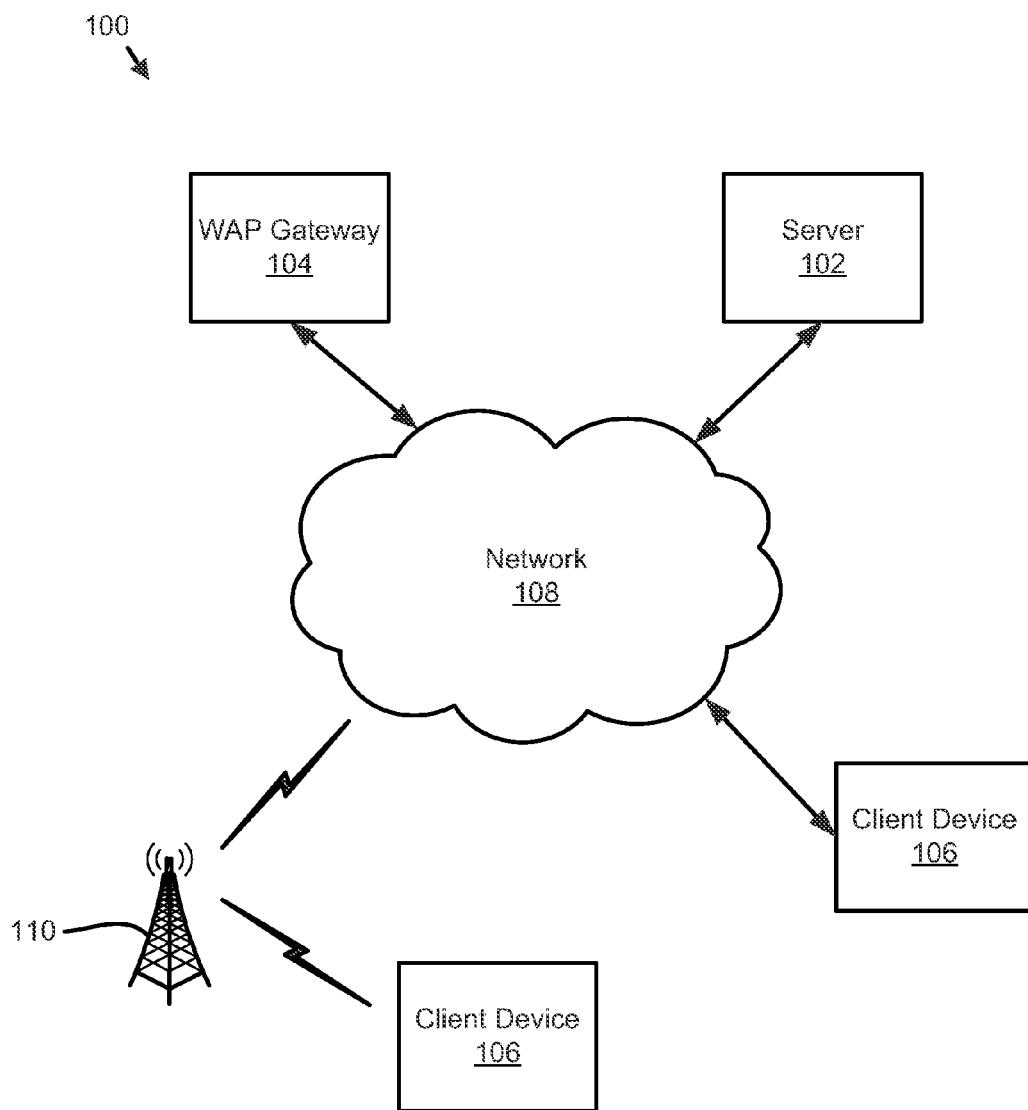 100
WAP Gateway
104
Server
102
Network
108
Client Device
106
110
Client Device
106